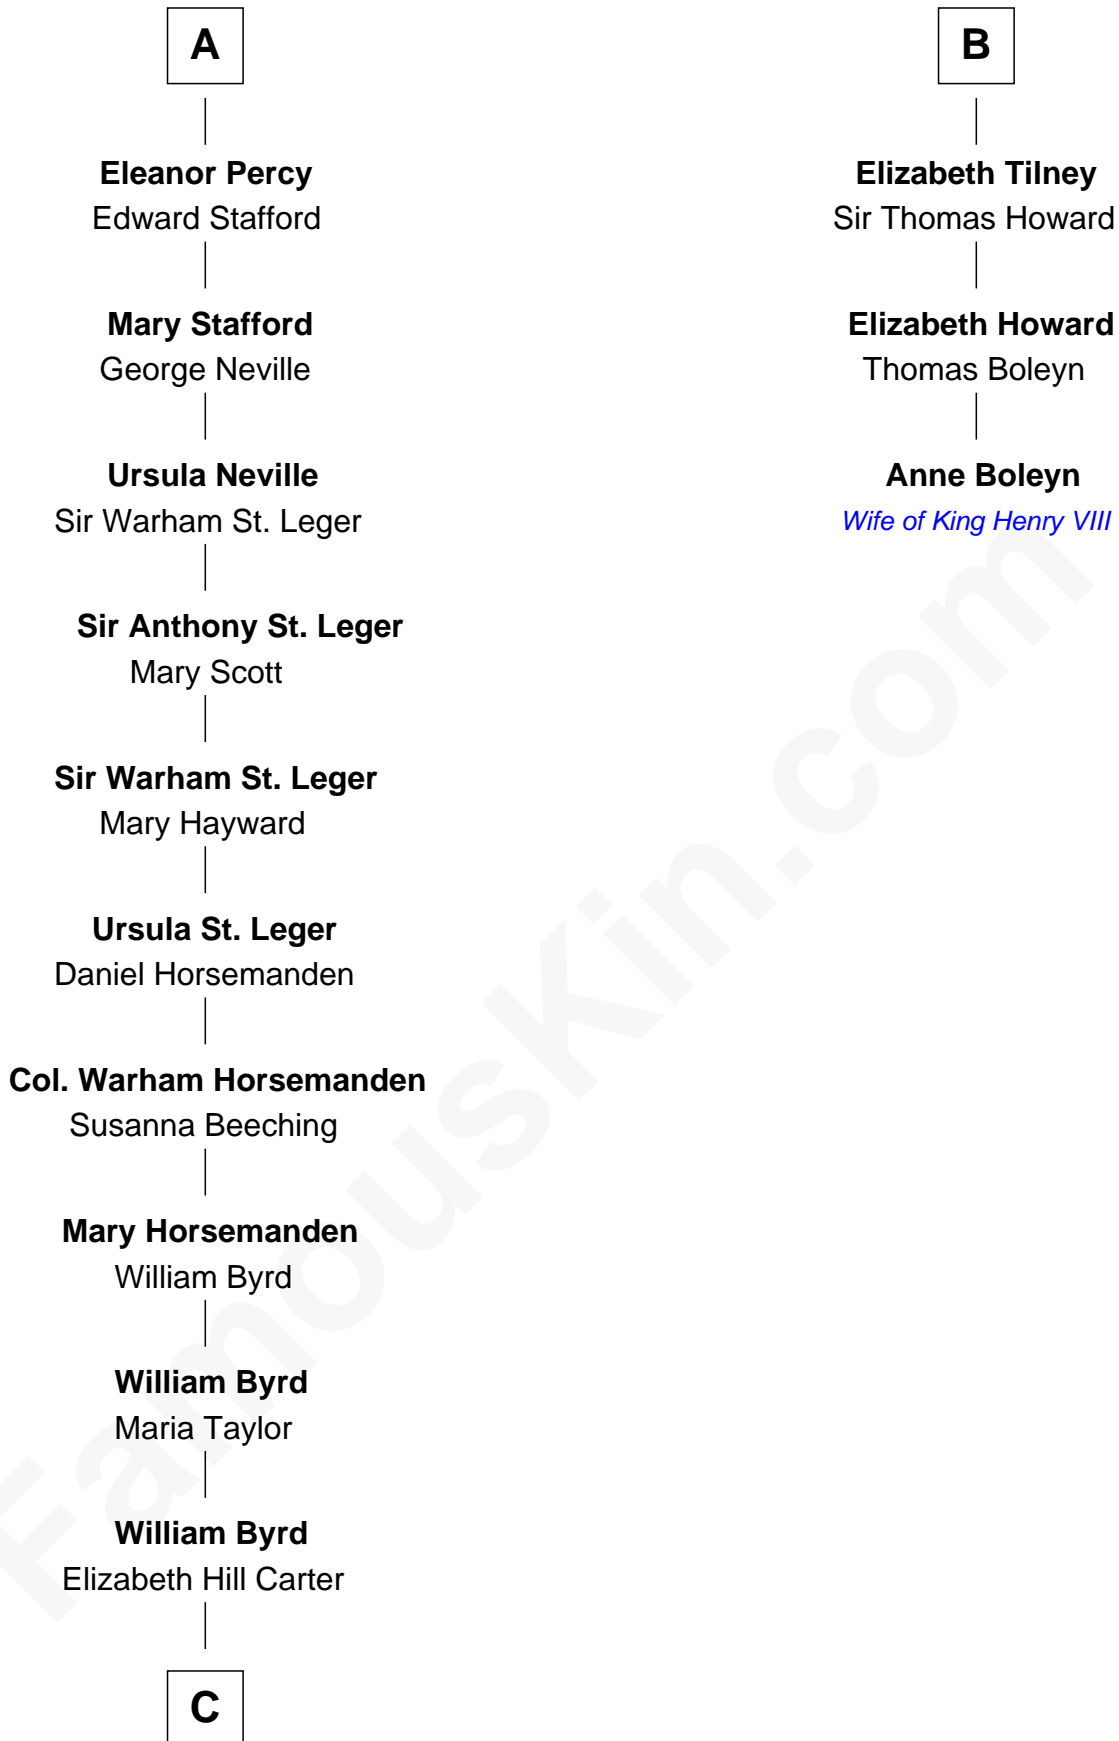 A
Eleanor Percy
Edward Stafford
Mary Stafford
George Neville
Ursula Neville
Sir Warham St. Leger
Sir Anthony St. Leger
Mary Scott
Sir Warham St. Leger
Mary Hayward
Ursula St. Leger
Daniel Horsemanden
Col. Warham Horsemanden
Susanna Beeching
Mary Horsemanden
William Byrd
William Byrd
Maria Taylor
William Byrd
Elizabeth Hill Carter
C
B
Elizabeth Tilney
Sir Thomas Howard
Elizabeth Howard
Thomas Boleyn
Anne Boleyn
Wife of King Henry VIII
FamousKin.com